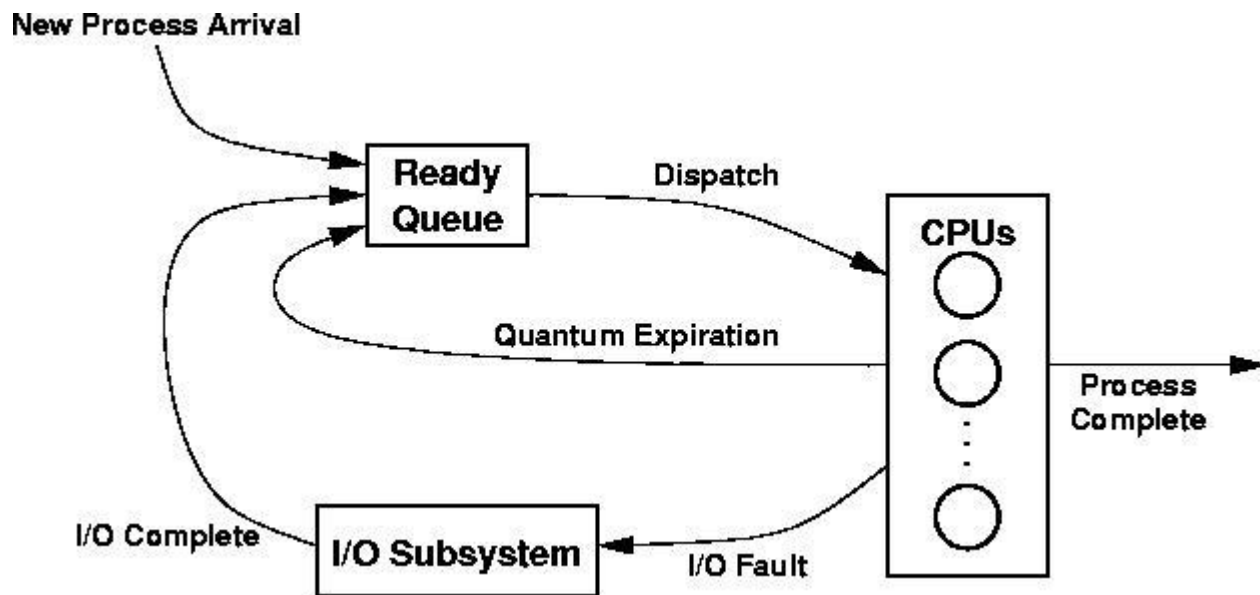 New Process Arrival
Ready
Queue
Dispatch
CPUs
Quantum Expiration
Process
Complete
I/O Complete
I/O Subsystem
I/O Fault